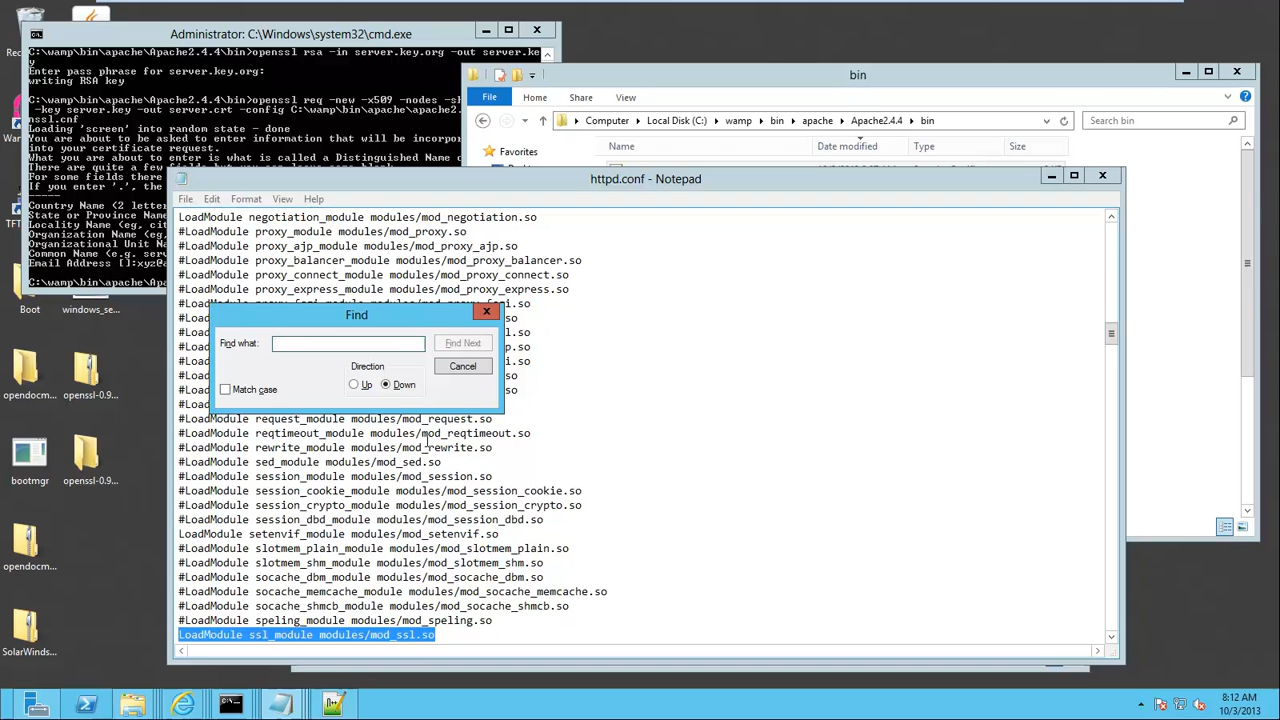 Administrator: C:\Windows\system32\cmd.exe
C:\wamp\bin\apache\Apache2.4.4\bin>openssl rsa -in server.key.org -out server.ke
y
Enter pass phrase for server.key.org:
writing RSA key
C:\wamp\bin\apache\Apache2.4.4\bin>openssl req -new -x509 -nodes -sh
-key server.key -out server.crt -config C:\wamp\bin\apache\Apache2.
nssl.cnf
Loading 'screen' into random state - done
You are about to be asked to enter information that will be incorpor
into your certificate request.
What you are about to enter is what is called a Distinguished Name o
There are quite a few fields but you can leave some blank
For some fields there
If you enter '.', the
-----
Country Name (2 letter
State or Province Name
Locality Name (eg, cit
Organization Name (eg,
Organizational Unit Na
Common Name (e.g. serv
Email Address []:xyz@a
C:\wamp\bin\apache\Apa
bin
File Home Share View
Computer Local Disk (C:) wamp bin apache Apache2.4.4 bin
Search bin
Favorites
Name Date modified Type Size
httpd.conf - Notepad
File Edit Format View Help
LoadModule negotiation_module modules/mod_negotiation.so
#LoadModule proxy_module modules/mod_proxy.so
#LoadModule proxy_ajp_module modules/mod_proxy_ajp.so
#LoadModule proxy_balancer_module modules/mod_proxy_balancer.so
#LoadModule proxy_connect_module modules/mod_proxy_connect.so
#LoadModule proxy_express_module modules/mod_proxy_express.so
Find
Find what:
Find Next
Direction
Cancel
Up Down
Match case
#LoadModule request_module modules/mod_request.so
#LoadModule reqtimeout_module modules/mod_reqtimeout.so
#LoadModule rewrite_module modules/mod_rewrite.so
#LoadModule sed_module modules/mod_sed.so
#LoadModule session_module modules/mod_session.so
#LoadModule session_cookie_module modules/mod_session_cookie.so
#LoadModule session_crypto_module modules/mod_session_crypto.so
#LoadModule session_dbd_module modules/mod_session_dbd.so
LoadModule setenvif_module modules/mod_setenvif.so
#LoadModule slotmem_plain_module modules/mod_slotmem_plain.so
#LoadModule slotmem_shm_module modules/mod_slotmem_shm.so
#LoadModule socache_dbm_module modules/mod_socache_dbm.so
#LoadModule socache_memcache_module modules/mod_socache_memcache.so
#LoadModule socache_shmcb_module modules/mod_socache_shmcb.so
#LoadModule speling_module modules/mod_speling.so
LoadModule ssl_module modules/mod_ssl.so
Boot
windows_se...
opendocm...
openssl-0.9...
bootmgr
openssl-0.9...
opendocm...
SolarWinds...
8:12 AM
10/3/2013